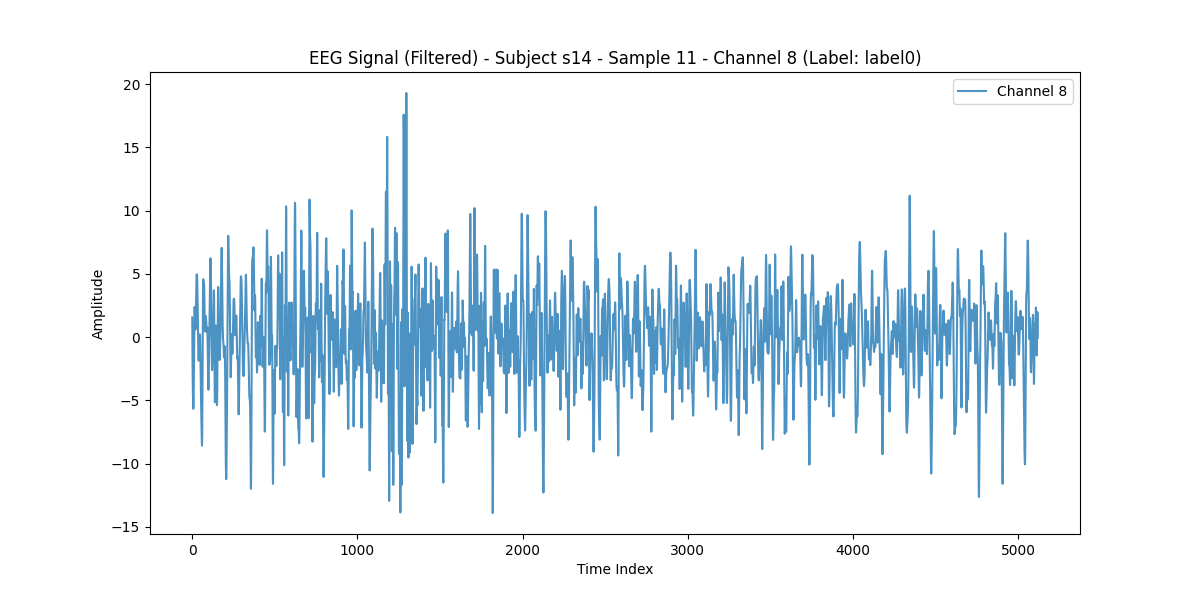 EEG Signal (Filtered) - Subject s14 - Sample 11 - Channel 8 (Label: label0)
Channel 8
20
15
10
5
0
−5
−10
−15
Amplitude
0 1000 2000 3000 4000 5000
Time Index